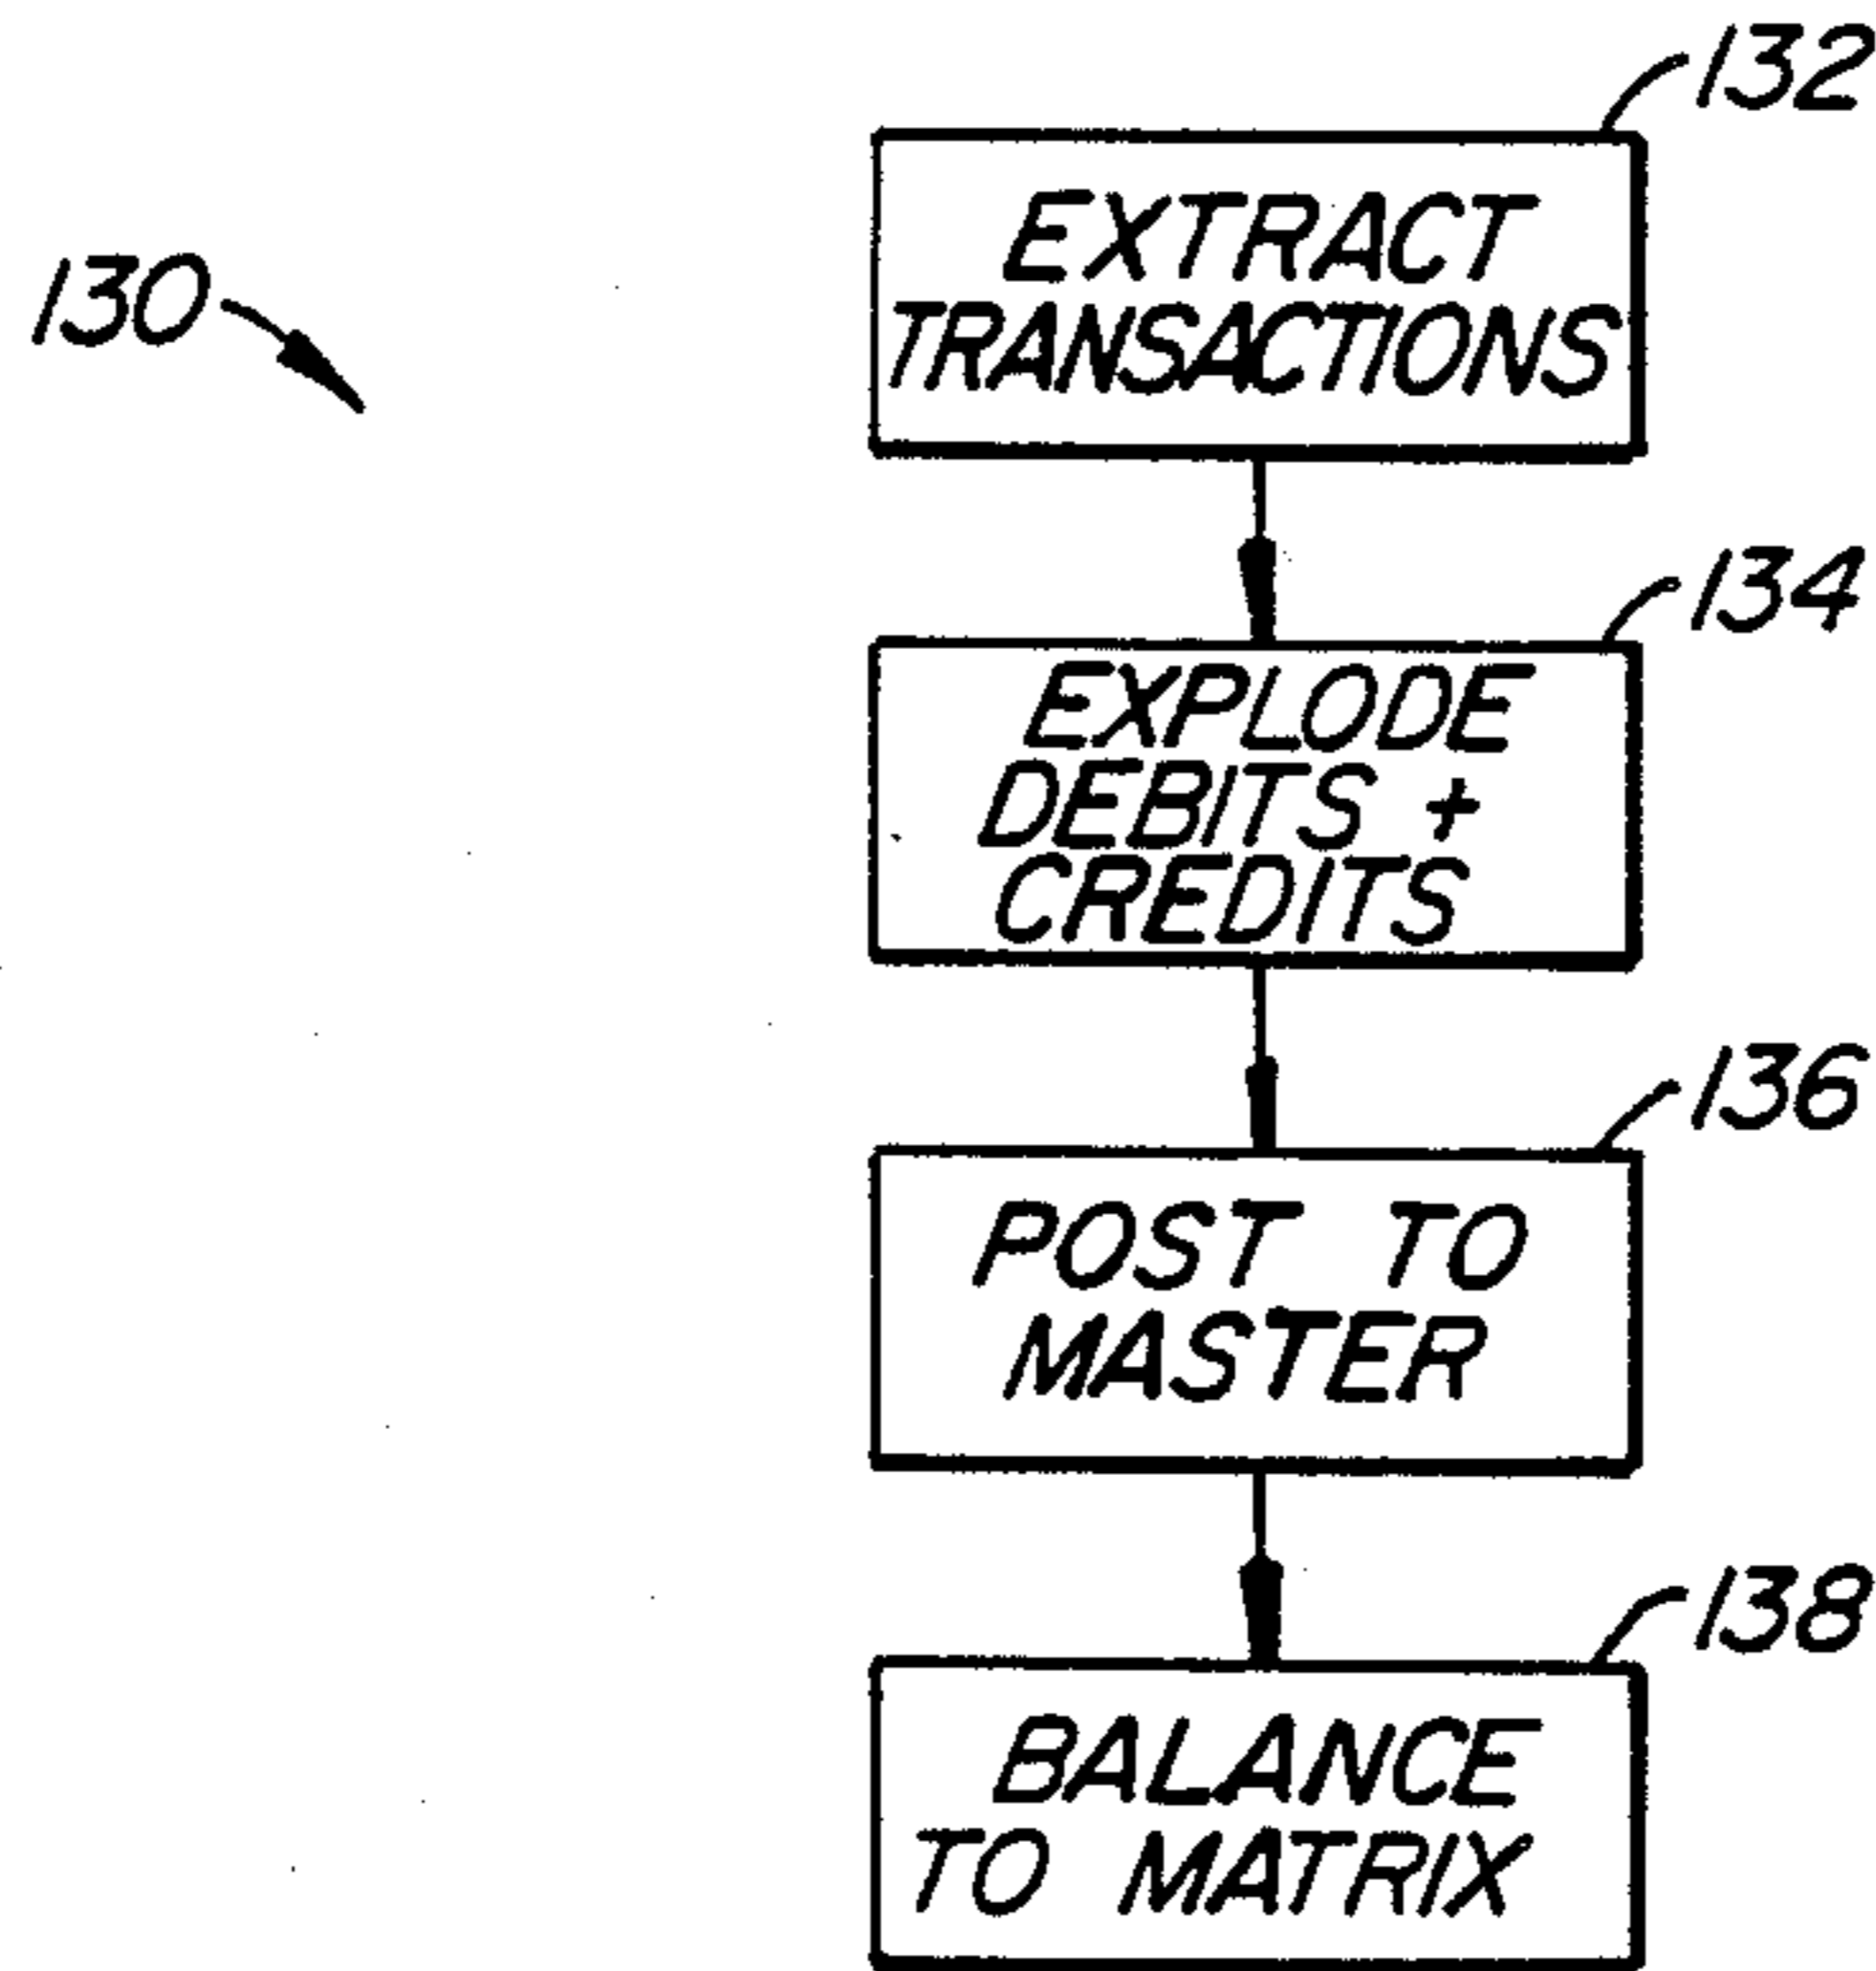 132
EXTRACT
TRANSACTIONS
130
134
EXPLODE
DEBITS +
CREDITS
136
POST TO
MASTER
138
BALANCE
TO MATRIX